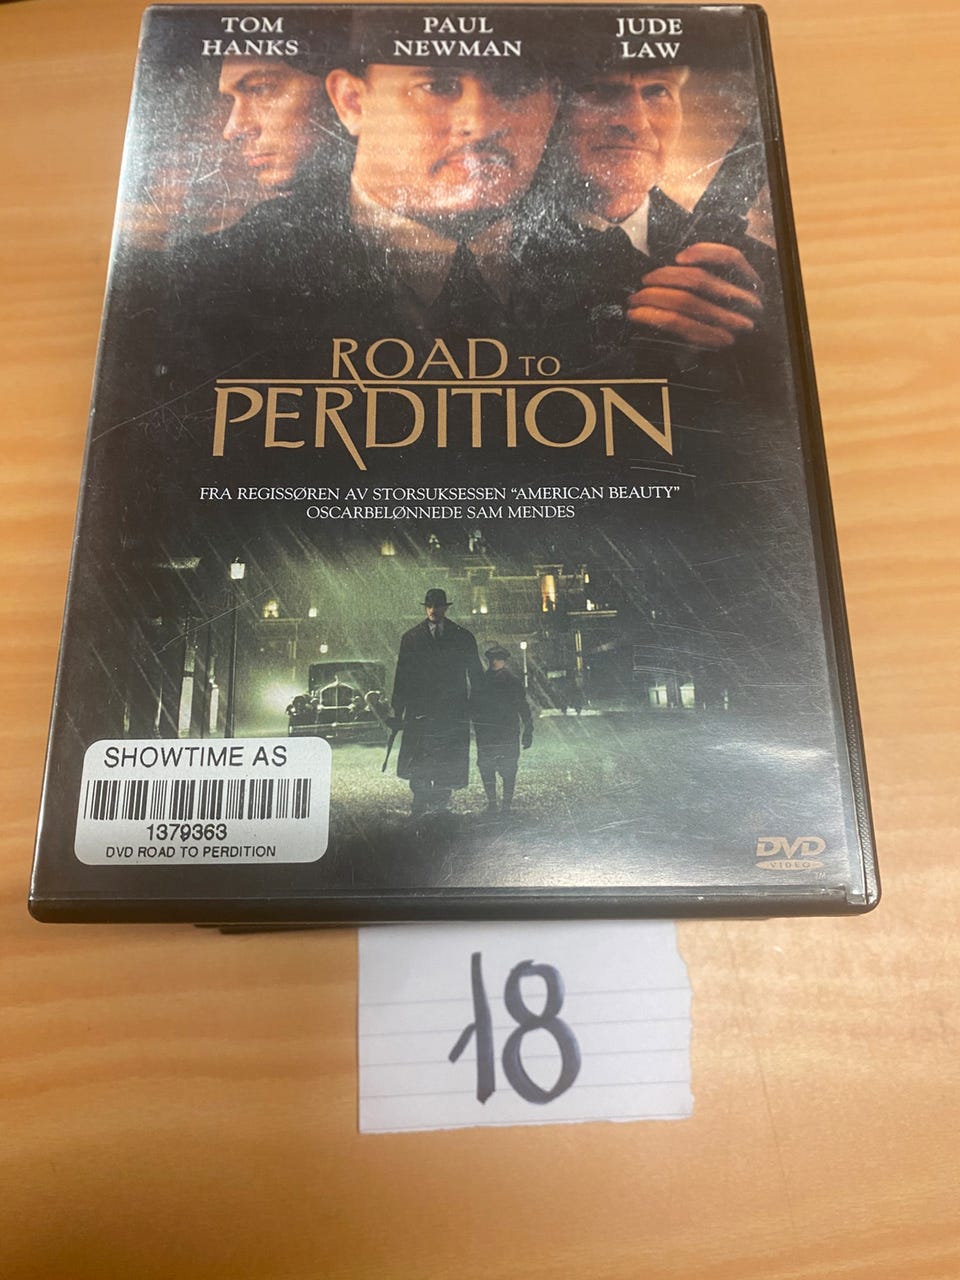 TOM
HANKS
PAUL
NEWMAN
JUDE
LAW
ROAD TO
PERDITION
FRA REGISSØREN AV STORSUKSESSEN “AMERICAN BEAUTY”
OSCARBELØNNEDE SAM MENDES
SHOWTIME AS
1379363
DVD ROAD TO PERDITION
DVD
VIDEO
TM
18